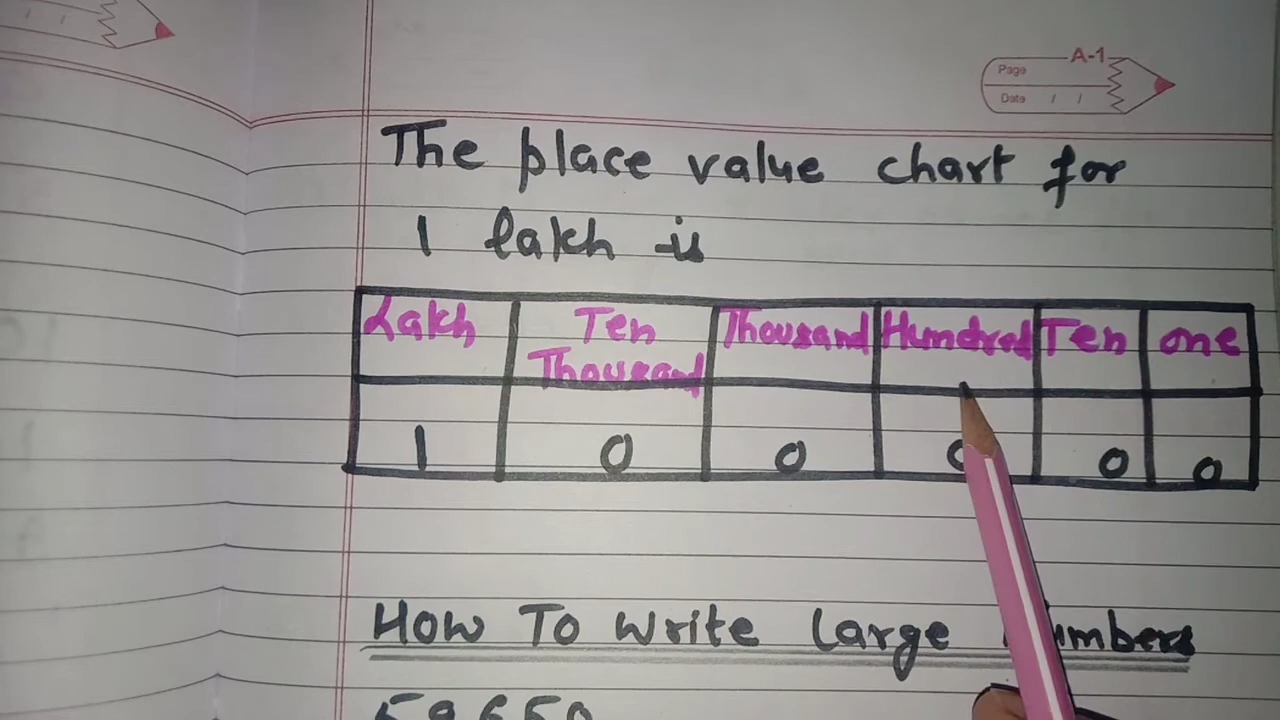 A-1
Page
Date / /
The place value chart for
1 lakh is
Lakh Ten Thousand Thousand Hundred Ten one
1 0 0 0 0 0
How To Write Large Numbers